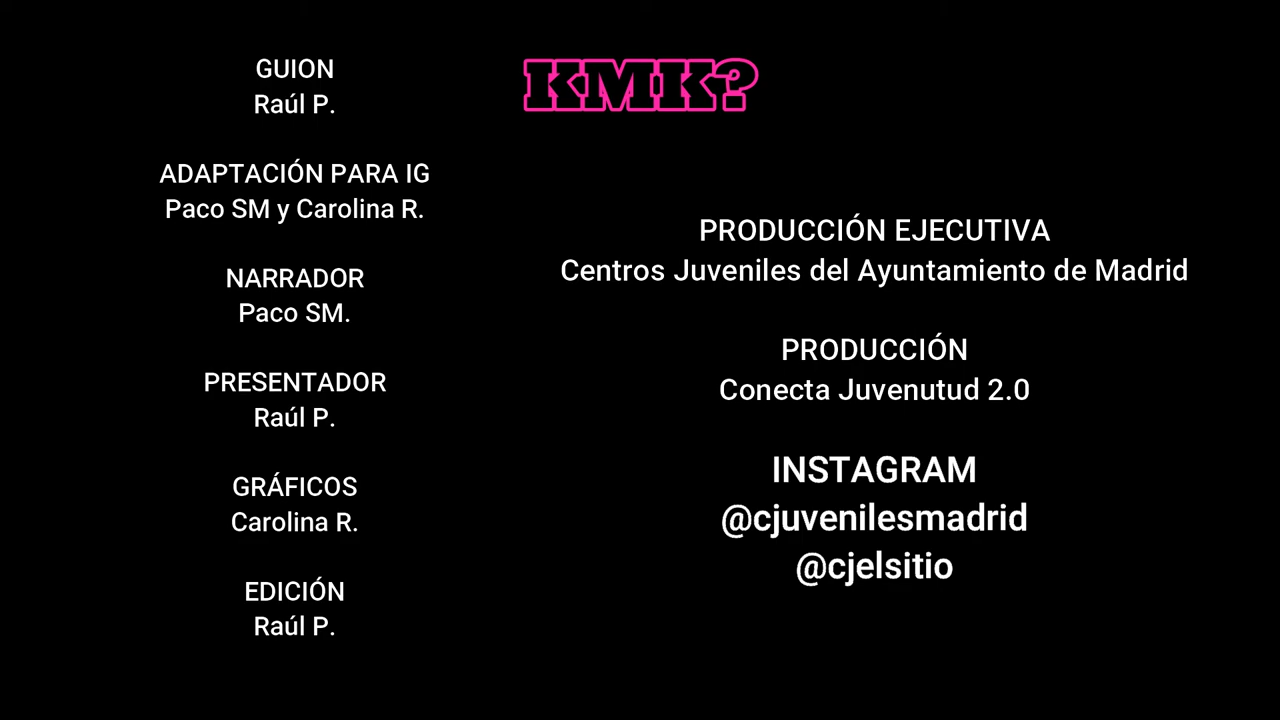 KMK?
GUION
Raúl P.
ADAPTACIÓN PARA IG
Paco SM y Carolina R.
NARRADOR
Paco SM.
PRESENTADOR
Raúl P.
GRÁFICOS
Carolina R.
EDICIÓN
Raúl P.
PRODUCCIÓN EJECUTIVA
Centros Juveniles del Ayuntamiento de Madrid
PRODUCCIÓN
Conecta Juvenutud 2.0
INSTAGRAM
@cjuvenilesmadrid
@cjelsitio